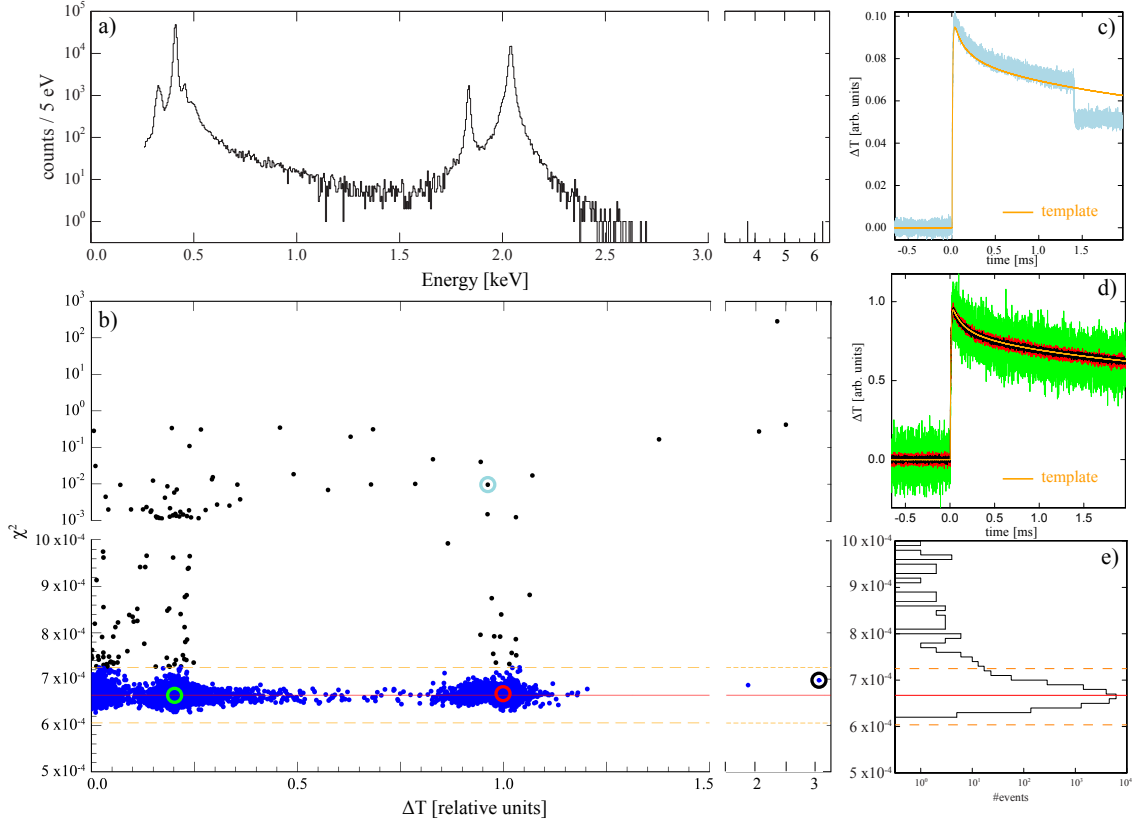 a)
counts / 5 eV
10^5
10^4
10^3
10^2
10^1
10^0
0.0 0.5 1.0 1.5 2.0 2.5 3.0 4 5 6
Energy [keV]
b)
χ^2
10^3
10^2
10^1
10^0
10^-1
10^-2
10^-3
10 x10^-4
9 x10^-4
8 x10^-4
7 x10^-4
6 x10^-4
5 x10^-4
0.0 0.5 1.0 1.5 2 3
ΔT [relative units]
c)
ΔT [arb. units]
0.10
0.08
0.06
0.04
0.02
0.00
template
-0.5 0.0 0.5 1.0 1.5
time [ms]
d)
ΔT [arb. units]
1.0
0.5
0.0
template
-0.5 0.0 0.5 1.0 1.5
time [ms]
e)
10 x10^-4
9 x10^-4
8 x10^-4
7 x10^-4
6 x10^-4
5 x10^-4
10^0 10^1 10^2 10^3 10^4
#events